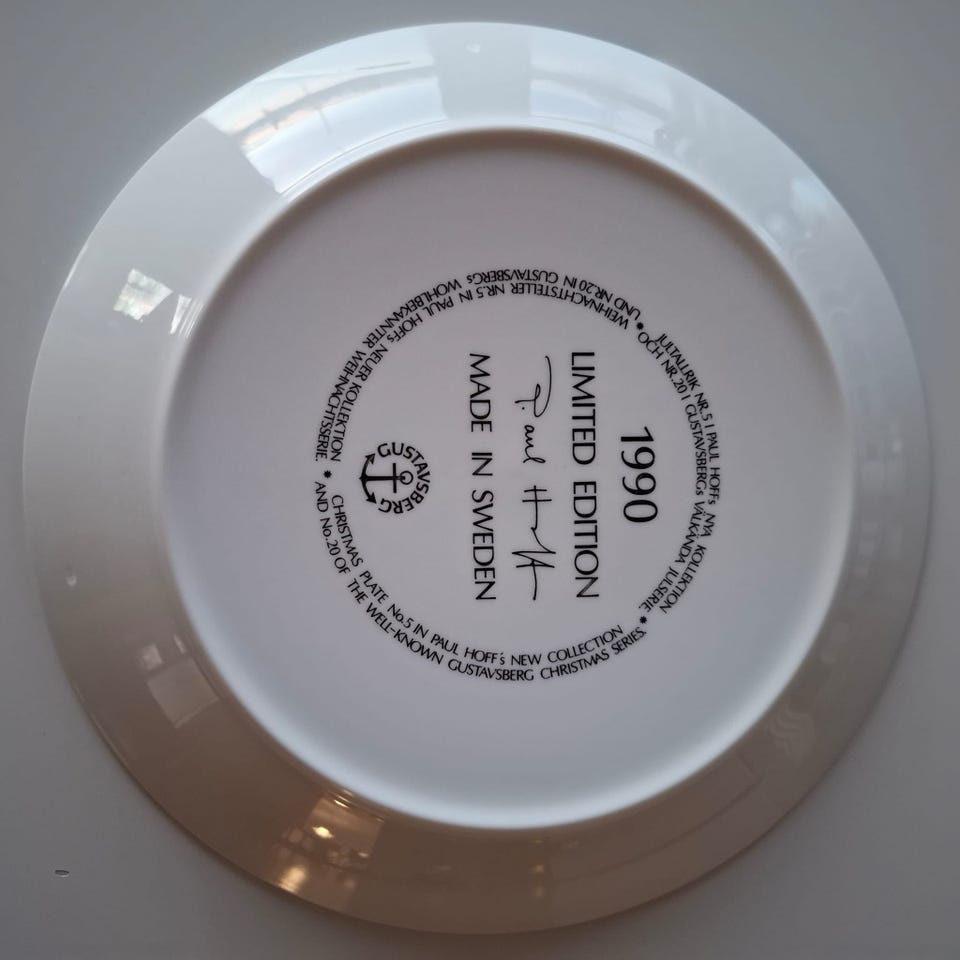 JULTALLRIK NR.5 I PAUL HOFFs NYA KOLLEKTION
OCH NR.20 I GUSTAVSBERGs VÄLKÄNDA JULSERIE. *
CHRISTMAS PLATE No.5 IN PAUL HOFF's NEW COLLECTION
AND No.20 OF THE WELL-KNOWN GUSTAVSBERG CHRISTMAS SERIES. *
WEIHNACHTSTELLER NR.5 IN PAUL HOFFs NEUER KOLLEKTION
UND NR.20 IN GUSTAVSBERGs WOHLBEKANNTER WEIHNACHTSSERIE. *
1990
LIMITED EDITION
Paul Hoff
MADE IN SWEDEN
GUSTAVSBERG